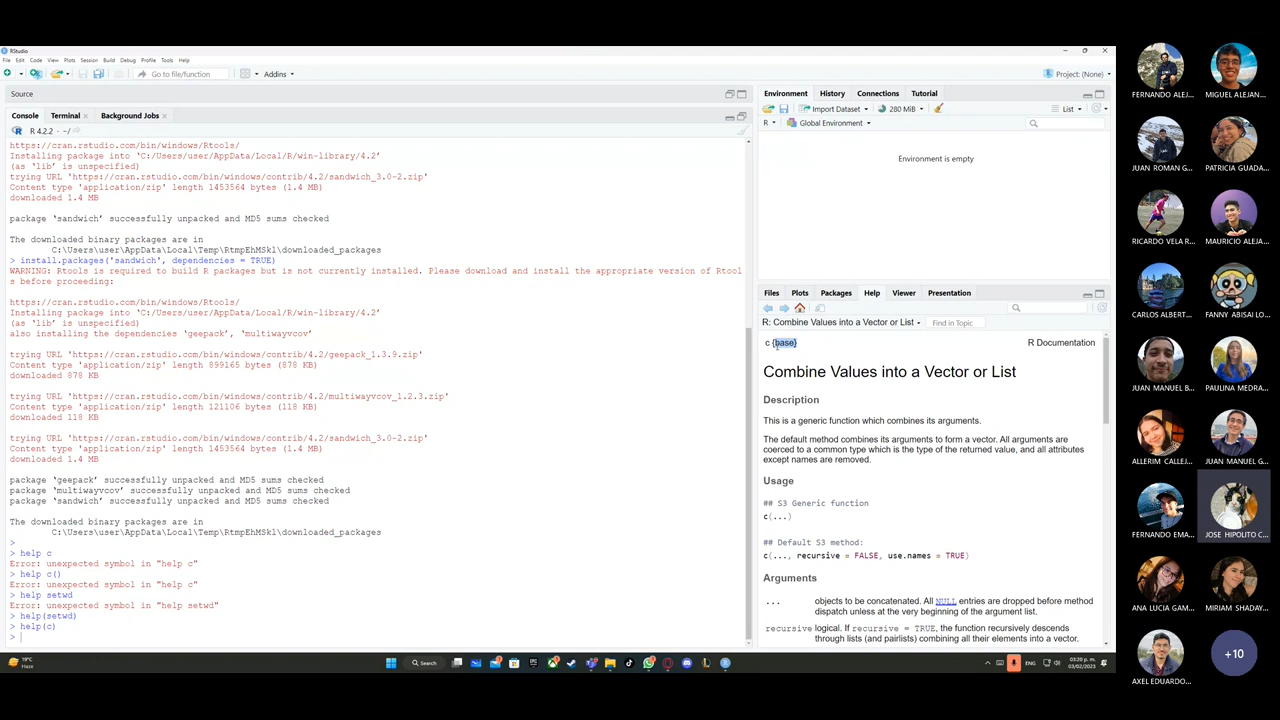 RStudio
File Edit Code View Plots Session Build Debug Profile Tools Help
Go to file/function
Addins
Project: (None)
Source
Console Terminal Background Jobs
R 4.2.2 · ~/
https://cran.rstudio.com/bin/windows/Rtools/
Installing package into ‘C:/Users/user/AppData/Local/R/win-library/4.2’
(as ‘lib’ is unspecified)
trying URL 'https://cran.rstudio.com/bin/windows/contrib/4.2/sandwich_3.0-2.zip'
Content type 'application/zip' length 1453564 bytes (1.4 MB)
downloaded 1.4 MB
package ‘sandwich’ successfully unpacked and MD5 sums checked
The downloaded binary packages are in
C:\Users\user\AppData\Local\Temp\RtmpEhMSkl\downloaded_packages
> install.packages('sandwich', dependencies = TRUE)
WARNING: Rtools is required to build R packages but is not currently installed. Please download and install the appropriate version of Rtool
s before proceeding:
https://cran.rstudio.com/bin/windows/Rtools/
Installing package into ‘C:/Users/user/AppData/Local/R/win-library/4.2’
(as ‘lib’ is unspecified)
also installing the dependencies ‘geepack’, ‘multiwayvcov’
trying URL 'https://cran.rstudio.com/bin/windows/contrib/4.2/geepack_1.3.9.zip'
Content type 'application/zip' length 899165 bytes (878 KB)
downloaded 878 KB
trying URL 'https://cran.rstudio.com/bin/windows/contrib/4.2/multiwayvcov_1.2.3.zip'
Content type 'application/zip' length 121106 bytes (118 KB)
downloaded 118 KB
trying URL 'https://cran.rstudio.com/bin/windows/contrib/4.2/sandwich_3.0-2.zip'
Content type 'application/zip' length 1453564 bytes (1.4 MB)
downloaded 1.4 MB
package ‘geepack’ successfully unpacked and MD5 sums checked
package ‘multiwayvcov’ successfully unpacked and MD5 sums checked
package ‘sandwich’ successfully unpacked and MD5 sums checked
The downloaded binary packages are in
C:\Users\user\AppData\Local\Temp\RtmpEhMSkl\downloaded_packages
>
> help c
Error: unexpected symbol in "help c"
> help c()
Error: unexpected symbol in "help c"
> help setwd
Error: unexpected symbol in "help setwd"
> help(setwd)
> help(c)
>
Environment History Connections Tutorial
Import Dataset 280 MiB List
R Global Environment
Environment is empty
Files Plots Packages Help Viewer Presentation
R: Combine Values into a Vector or List Find in Topic
c {base} R Documentation
Combine Values into a Vector or List
Description
This is a generic function which combines its arguments.
The default method combines its arguments to form a vector. All arguments are
coerced to a common type which is the type of the returned value, and all attributes
except names are removed.
Usage
## S3 Generic function
c(...)
## Default S3 method:
c(..., recursive = FALSE, use.names = TRUE)
Arguments
... objects to be concatenated. All NULL entries are dropped before method
dispatch unless at the very beginning of the argument list.
recursive logical. If recursive = TRUE, the function recursively descends
through lists (and pairlists) combining all their elements into a vector.
19°C
Haze
Search
ENG
03:20 p. m.
03/02/2023
FERNANDO ALEJ... MIGUEL ALEJAN...
JUAN ROMAN G... PATRICIA GUADA...
RICARDO VELA R... MAURICIO ALEJA...
CARLOS ALBERT... FANNY ABISAI LO...
JUAN MANUEL B... PAULINA MEDRA...
ALLERIM CALLEJ... JUAN MANUEL G...
FERNANDO EMA... JOSE HIPOLITO C...
ANA LUCIA GAM... MIRIAM SHADAY...
AXEL EDUARDO... +10